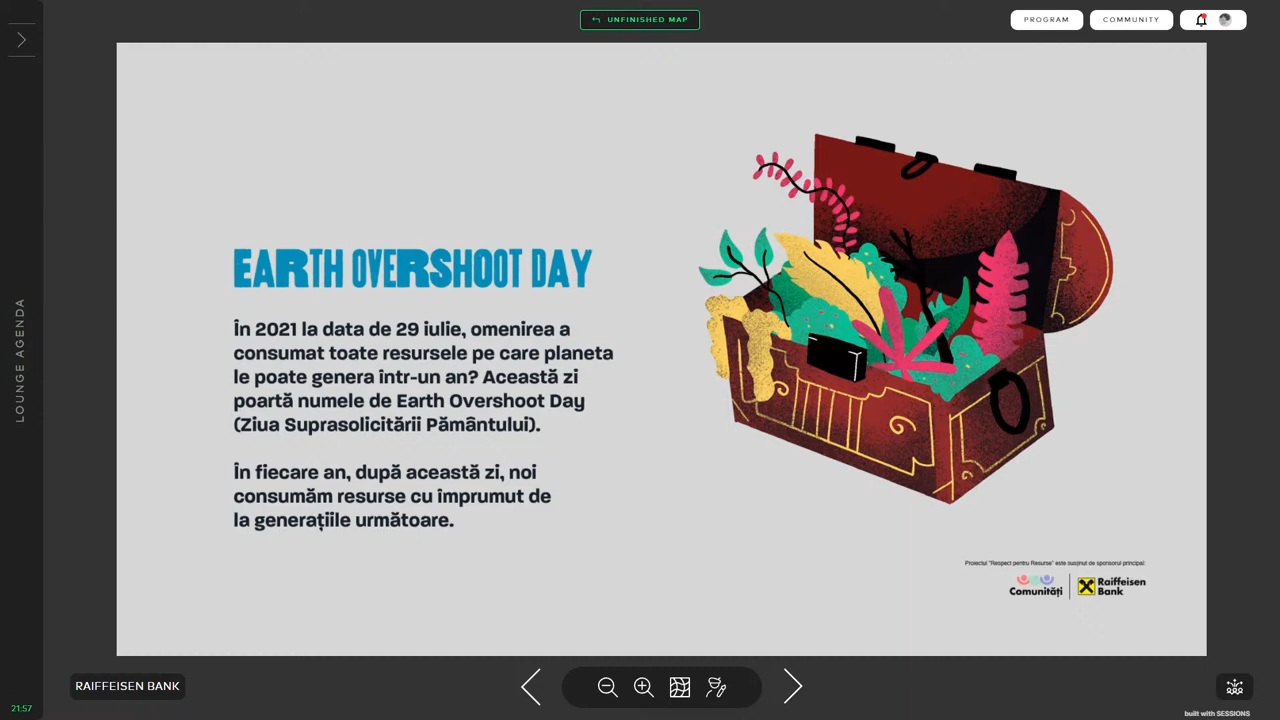 UNFINISHED MAP
PROGRAM
COMMUNITY
LOUNGE AGENDA
EARTH OVERSHOOT DAY
În 2021 la data de 29 iulie, omenirea a
consumat toate resursele pe care planeta
le poate genera într-un an? Această zi
poartă numele de Earth Overshoot Day
(Ziua Suprasolicitării Pământului).
În fiecare an, după această zi, noi
consumăm resurse cu împrumut de
la generațiile următoare.
Proiectul "Respect pentru Resurse" este susținut de sponsorul principal:
Comunități
Raiffeisen
Bank
RAIFFEISEN BANK
21:57
built with SESSIONS